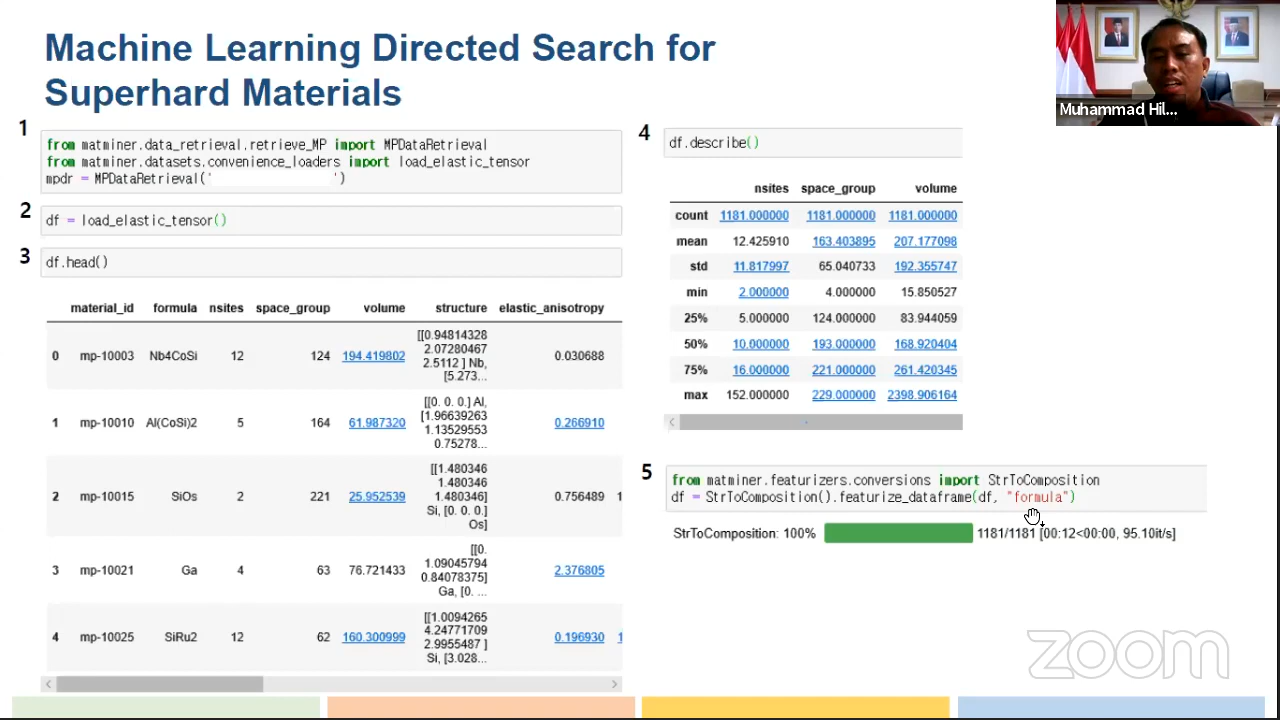 Machine Learning Directed Search for
Superhard Materials
Muhammad Hil...
1
from matminer.data_retrieval.retrieve_MP import MPDataRetrieval
from matminer.datasets.convenience_loaders import load_elastic_tensor
mpdr = MPDataRetrieval(' ')
2
df = load_elastic_tensor()
3
df.head()
material_id formula nsites space_group volume structure elastic_anisotropy
0 mp-10003 Nb4CoSi 12 124 194.419802 [[0.94814328 2.07280467 2.5112 ] Nb, [5.273... 0.030688
1 mp-10010 Al(CoSi)2 5 164 61.987320 [[0. 0. 0.] Al, [1.96639263 1.13529553 0.75278... 0.266910
2 mp-10015 SiOs 2 221 25.952539 [[1.480346 1.480346 1.480346] Si, [0. 0. 0.] Os] 0.756489 1
3 mp-10021 Ga 4 63 76.721433 [[0. 1.09045794 0.84078375] Ga, [0. ... 2.376805
4 mp-10025 SiRu2 12 62 160.300999 [[1.0094265 4.24771709 2.9955487 ] Si, [3.028... 0.196930 1
4
df.describe()
nsites space_group volume
count 1181.000000 1181.000000 1181.000000
mean 12.425910 163.403895 207.177098
std 11.817997 65.040733 192.355747
min 2.000000 4.000000 15.850527
25% 5.000000 124.000000 83.944059
50% 10.000000 193.000000 168.920404
75% 16.000000 221.000000 261.420345
max 152.000000 229.000000 2398.906164
5
from matminer.featurizers.conversions import StrToComposition
df = StrToComposition().featurize_dataframe(df, "formula")
StrToComposition: 100% 1181/1181 [00:12<00:00, 95.10it/s]
zoom